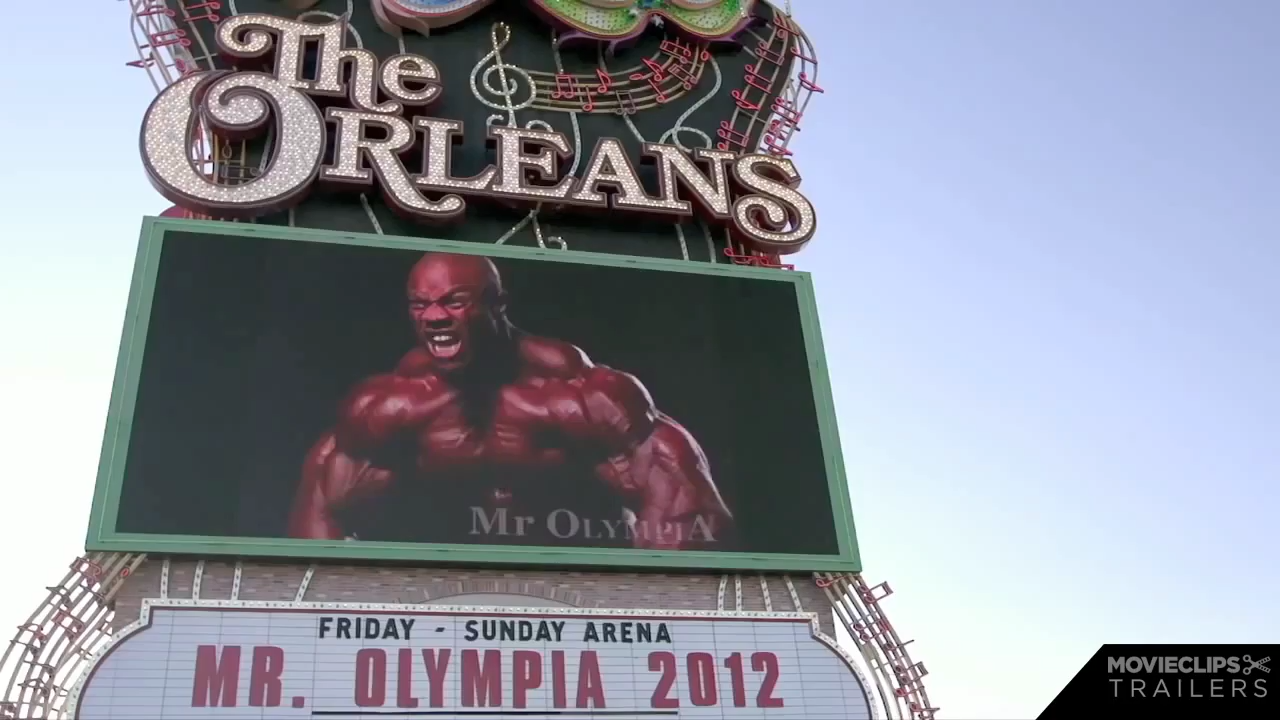 The
ORLEANS
Mr OLYMPIA
FRIDAY - SUNDAY ARENA
MR. OLYMPIA 2012
MOVIECLIPS
TRAILERS